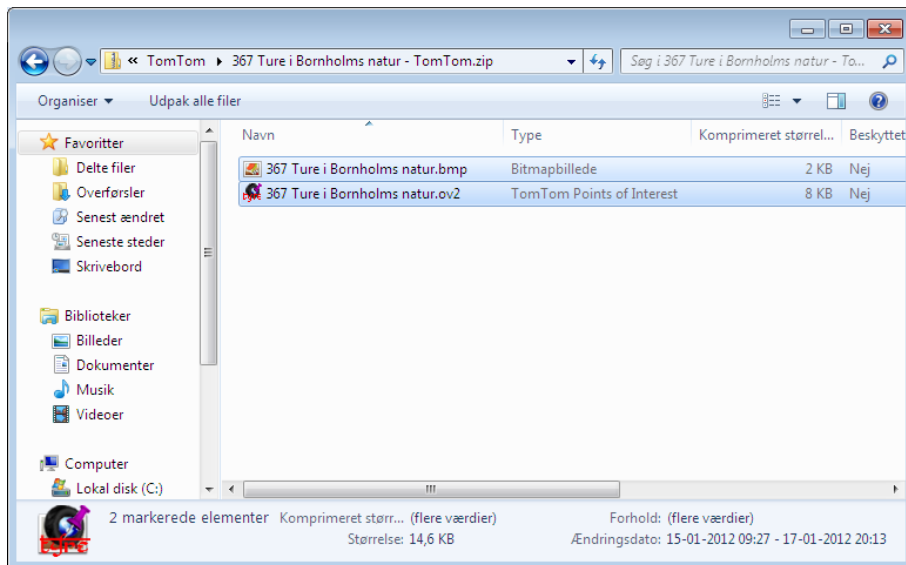 « TomTom ▸ 367 Ture i Bornholms natur - TomTom.zip Søg i 367 Ture i Bornholms natur - To...
Organiser Udpak alle filer
Navn Type Komprimeret størrel... Beskyttet
Favoritter
367 Ture i Bornholms natur.bmp Bitmapbillede 2 KB Nej
Delte filer
367 Ture i Bornholms natur.ov2 TomTom Points of Interest 8 KB Nej
Overførsler
Senest ændret
Seneste steder
Skrivebord
Biblioteker
Billeder
Dokumenter
Musik
Videoer
Computer
Lokal disk (C:)
2 markerede elementer Komprimeret størr... (flere værdier) Forhold: (flere værdier)
Størrelse: 14,6 KB Ændringsdato: 15-01-2012 09:27 - 17-01-2012 20:13